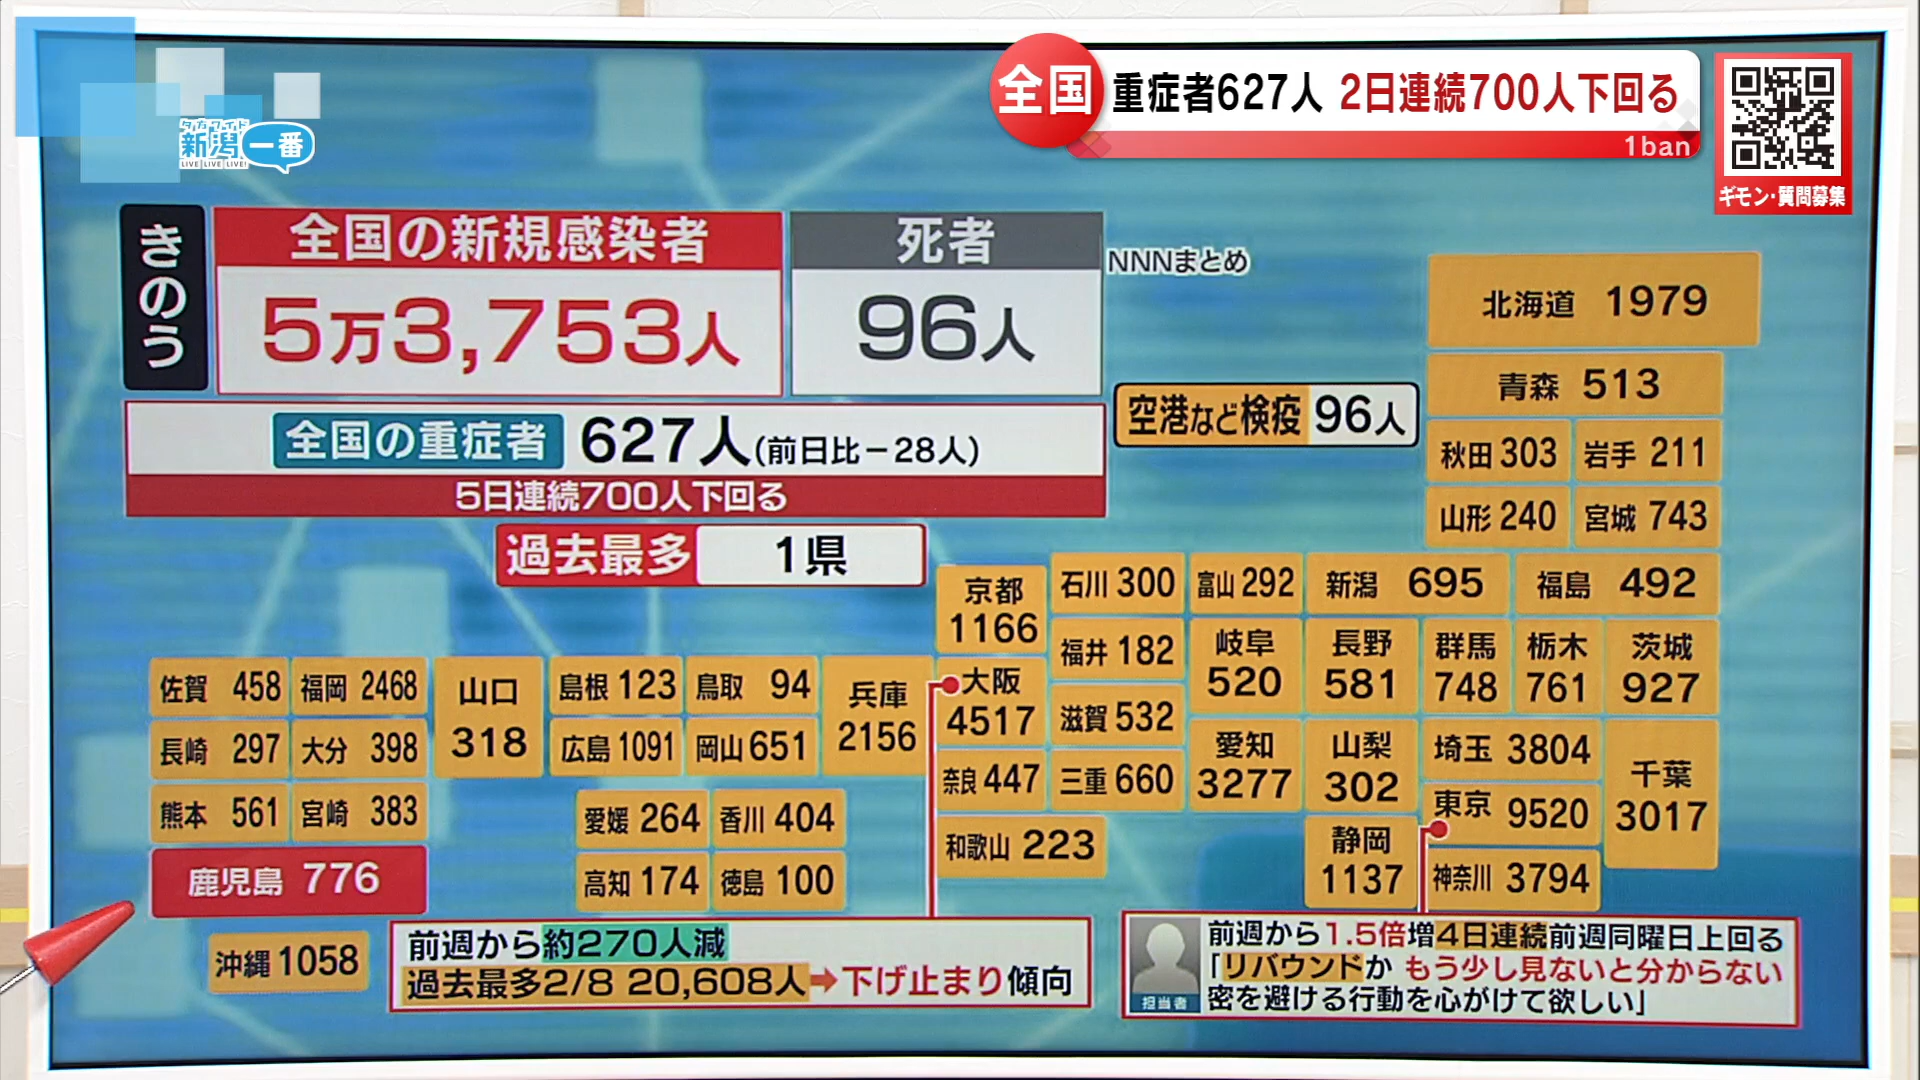 夕方ワイド
新潟一番
LIVE LIVE LIVE!
全国
重症者627人 2日連続700人下回る
1ban
ギモン・質問募集
きのう
全国の新規感染者
5万3,753人
死者
96人
NNNまとめ
全国の重症者 627人(前日比－28人)
5日連続700人下回る
空港など検疫 96人
過去最多 1県
北海道 1979
青森 513
秋田 303 岩手 211
山形 240 宮城 743
京都
1166
石川 300 富山 292 新潟 695 福島 492
福井 182
岐阜
520
長野
581
群馬
748
栃木
761
茨城
927
佐賀 458 福岡 2468
山口
318
島根 123 鳥取 94
兵庫
2156
大阪
4517
滋賀 532
長崎 297 大分 398
広島 1091 岡山 651
奈良 447 三重 660
愛知
3277
山梨
302
埼玉 3804
千葉
3017
熊本 561 宮崎 383
愛媛 264 香川 404
和歌山 223
静岡
1137
東京 9520
鹿児島 776
高知 174 徳島 100
神奈川 3794
沖縄 1058
前週から約270人減
過去最多2/8 20,608人➡下げ止まり傾向
担当者
前週から1.5倍増4日連続前週同曜日上回る
「リバウンドか もう少し見ないと分からない
密を避ける行動を心がけて欲しい」